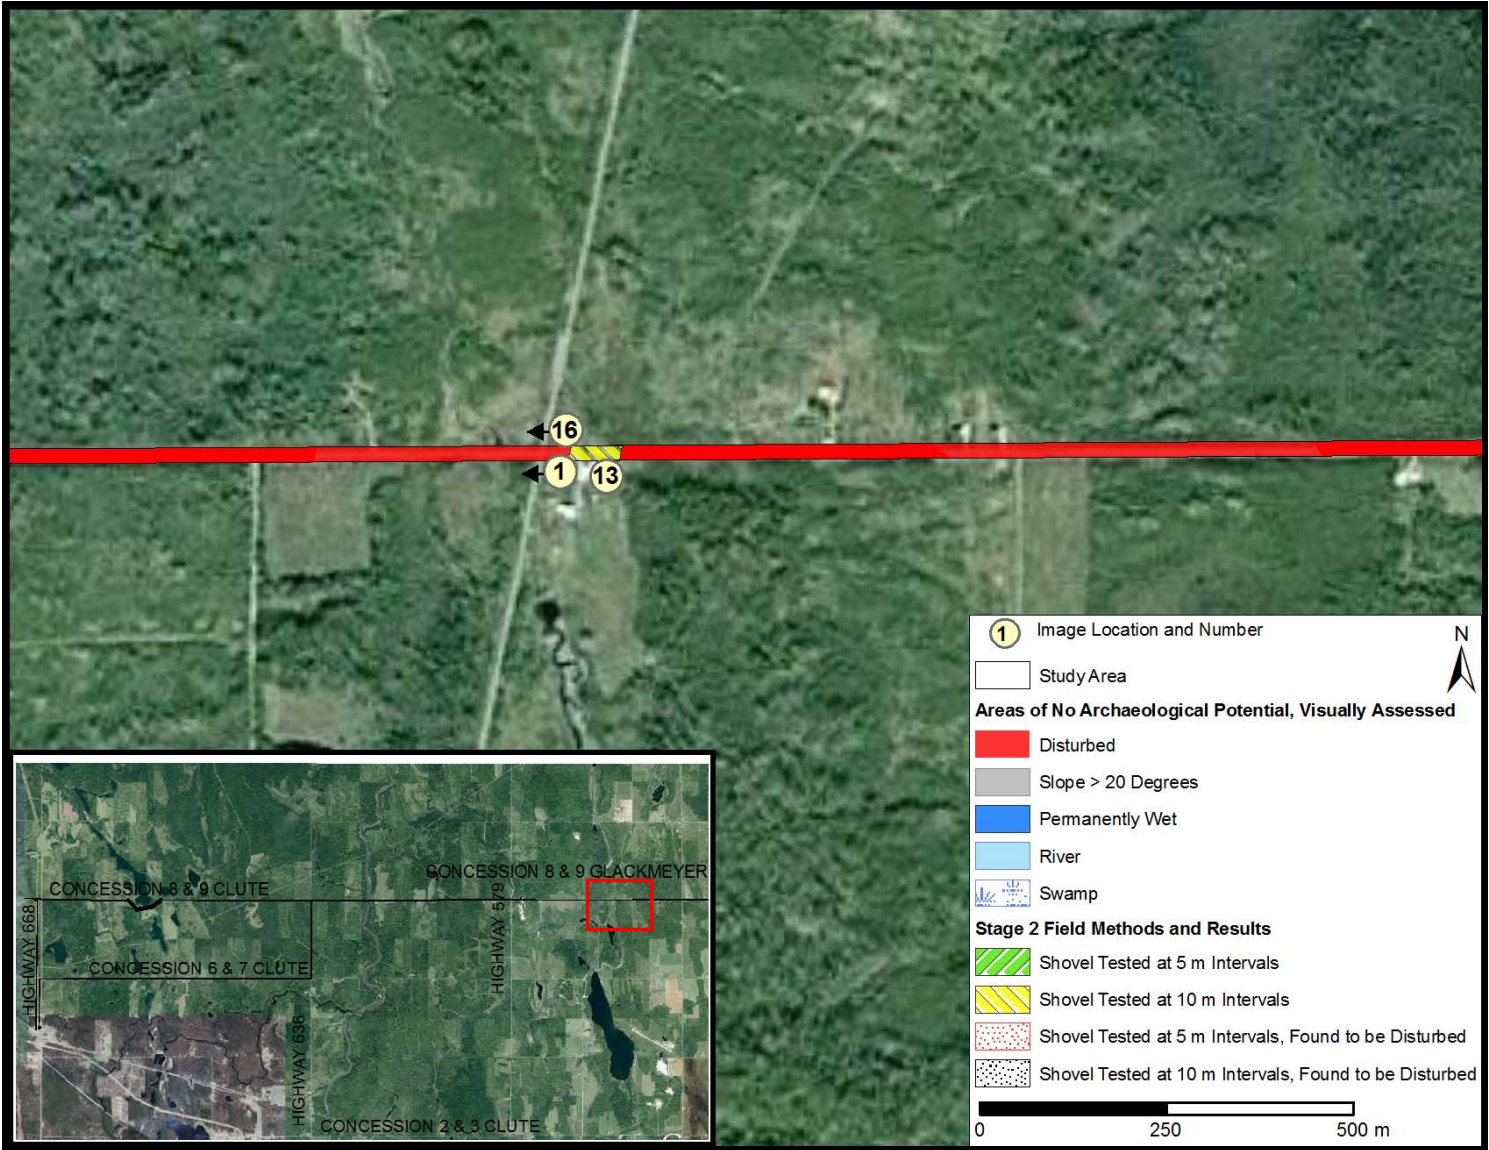 16
1
13
1 Image Location and Number
N
Study Area
Areas of No Archaeological Potential, Visually Assessed
Disturbed
Slope > 20 Degrees
Permanently Wet
River
Swamp
Stage 2 Field Methods and Results
Shovel Tested at 5 m Intervals
Shovel Tested at 10 m Intervals
Shovel Tested at 5 m Intervals, Found to be Disturbed
Shovel Tested at 10 m Intervals, Found to be Disturbed
0 250 500 m
CONCESSION 8 & 9 GLACKMEYER
CONCESSION 8 & 9 CLUTE
HIGHWAY 668
HIGHWAY 579
CONCESSION 6 & 7 CLUTE
HIGHWAY 636
CONCESSION 2 & 3 CLUTE